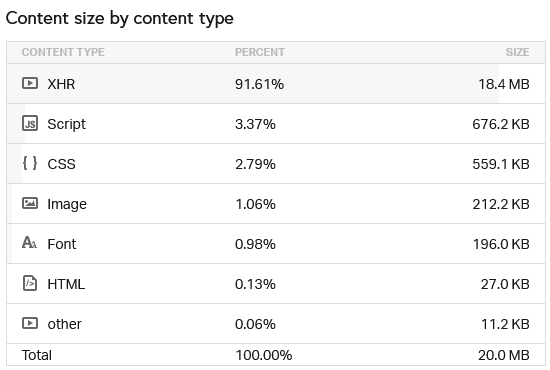 Content size by content type
CONTENT TYPE PERCENT SIZE
XHR 91.61% 18.4 MB
JS Script 3.37% 676.2 KB
{ } CSS 2.79% 559.1 KB
Image 1.06% 212.2 KB
AA Font 0.98% 196.0 KB
</> HTML 0.13% 27.0 KB
other 0.06% 11.2 KB
Total 100.00% 20.0 MB